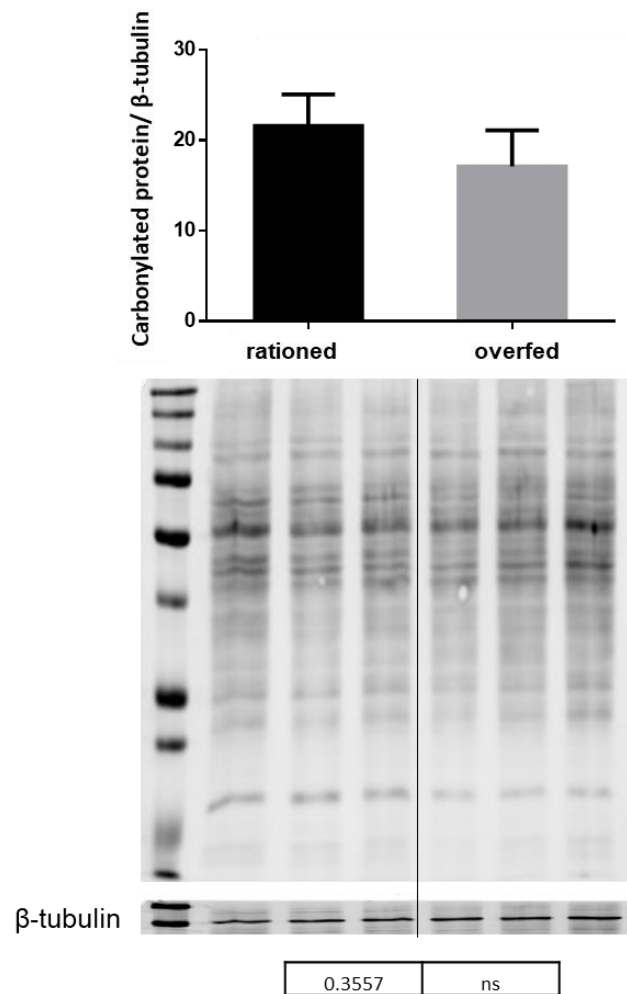 Carbonylated protein/ β-tubulin
30
20
10
0
rationed overfed
β-tubulin
0.3557 ns